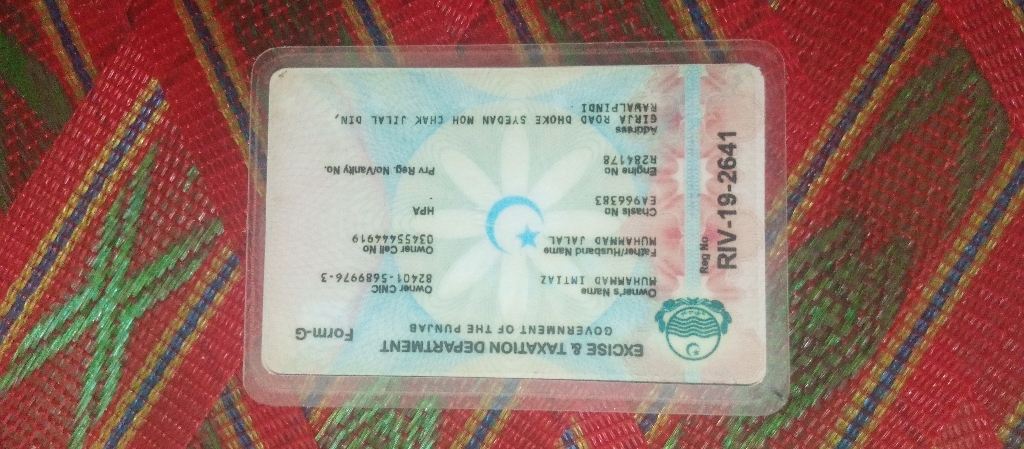 EXCISE & TAXATION DEPARTMENT
GOVERNMENT OF THE PUNJAB
Form-G
Reg No
RIV-19-2641
Owner's Name
MUHAMMAD IMTIAZ
Owner CNIC
82401-5689976-3
Father/Husband Name
MUHAMMAD JALAL
Owner Cell No
03455444919
Chasis No
EA966383
HPA
Engine No
R284178
Prv Reg. No/Vanity No.
Address
GIRJA ROAD DHOKE SYEDAN MOH CHAK JILAL DIN,
RAWALPINDI